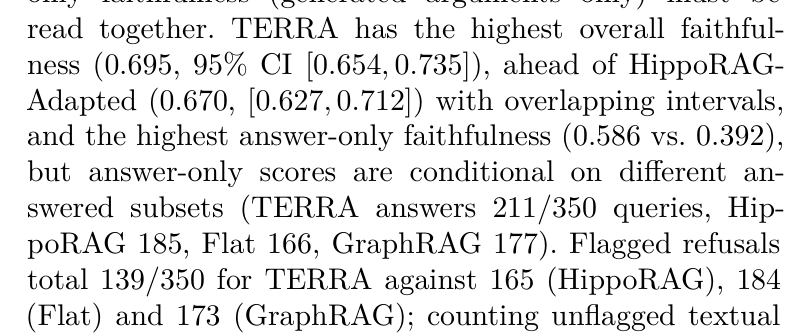 only faithfulness (generated arguments only) must be
read together. TERRA has the highest overall faithful-
ness (0.695, 95% CI [0.654, 0.735]), ahead of HippoRAG-
Adapted (0.670, [0.627, 0.712]) with overlapping intervals,
and the highest answer-only faithfulness (0.586 vs. 0.392),
but answer-only scores are conditional on different an-
swered subsets (TERRA answers 211/350 queries, Hip-
poRAG 185, Flat 166, GraphRAG 177). Flagged refusals
total 139/350 for TERRA against 165 (HippoRAG), 184
(Flat) and 173 (GraphRAG); counting unflagged textual